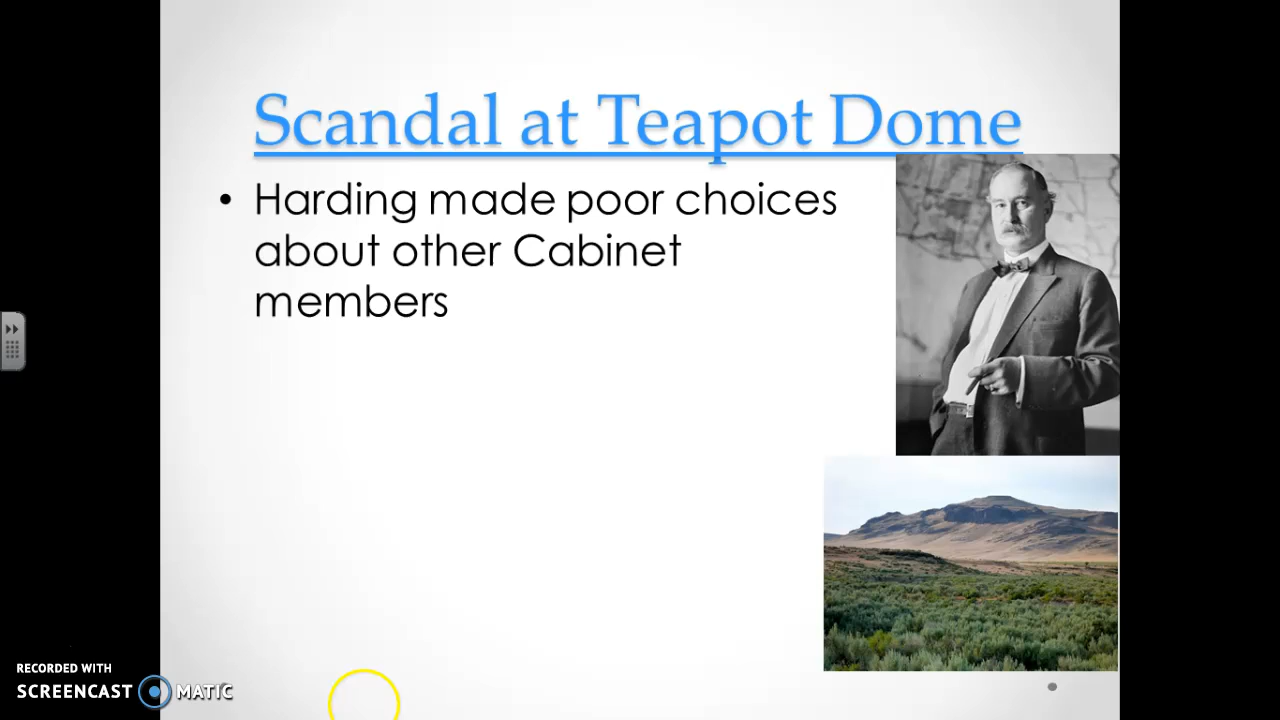 Scandal at Teapot Dome
• Harding made poor choices
about other Cabinet
members
RECORDED WITH
SCREENCAST MATIC